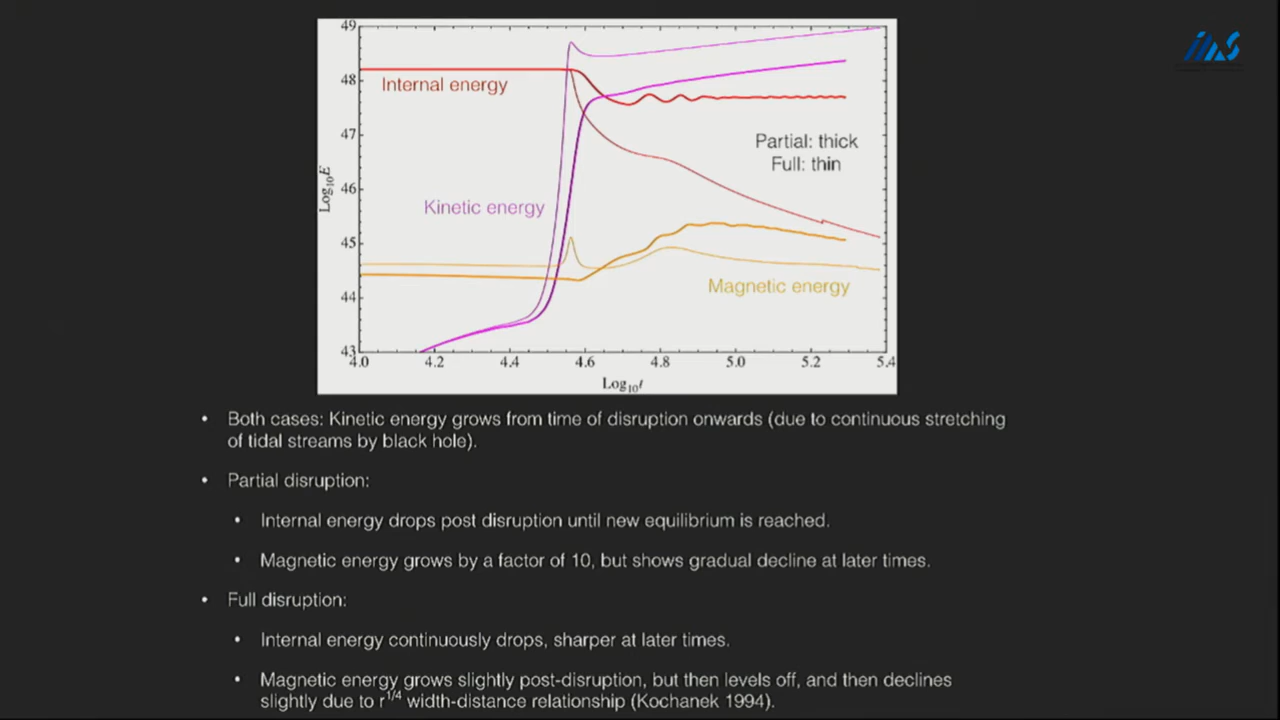 IIAS
49
48
47
46
45
44
43
Log10E
Internal energy
Partial: thick
Full: thin
Kinetic energy
Magnetic energy
4.0 4.2 4.4 4.6 4.8 5.0 5.2 5.4
Log10t
• Both cases: Kinetic energy grows from time of disruption onwards (due to continuous stretching
of tidal streams by black hole).
• Partial disruption:
• Internal energy drops post disruption until new equilibrium is reached.
• Magnetic energy grows by a factor of 10, but shows gradual decline at later times.
• Full disruption:
• Internal energy continuously drops, sharper at later times.
• Magnetic energy grows slightly post-disruption, but then levels off, and then declines
slightly due to r^1/4 width-distance relationship (Kochanek 1994).